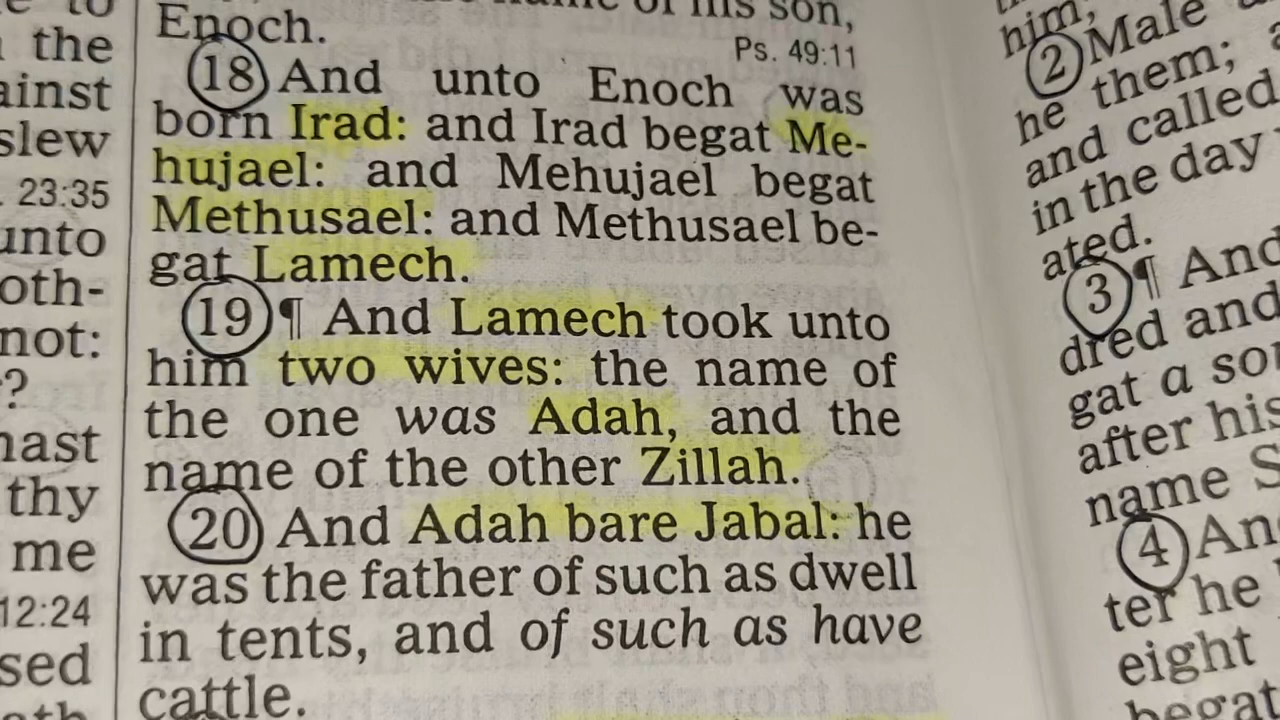 the
ainst
slew
23:35
unto
oth-
not:
?
hast
thy
me
12:24
sed
of his son,
Enoch.
Ps. 49:11
18 And unto Enoch was
born Irad: and Irad begat Me-
hujael: and Mehujael begat
Methusael: and Methusael be-
gat Lamech.
19 ¶ And Lamech took unto
him two wives: the name of
the one was Adah, and the
name of the other Zillah.
20 And Adah bare Jabal: he
was the father of such as dwell
in tents, and of such as have
cattle.
him;
2 Male
he them;
and called
in the day
ated.
3 ¶ And
dred and
gat a son
after his
name S
4 An
ter he
eight
begat